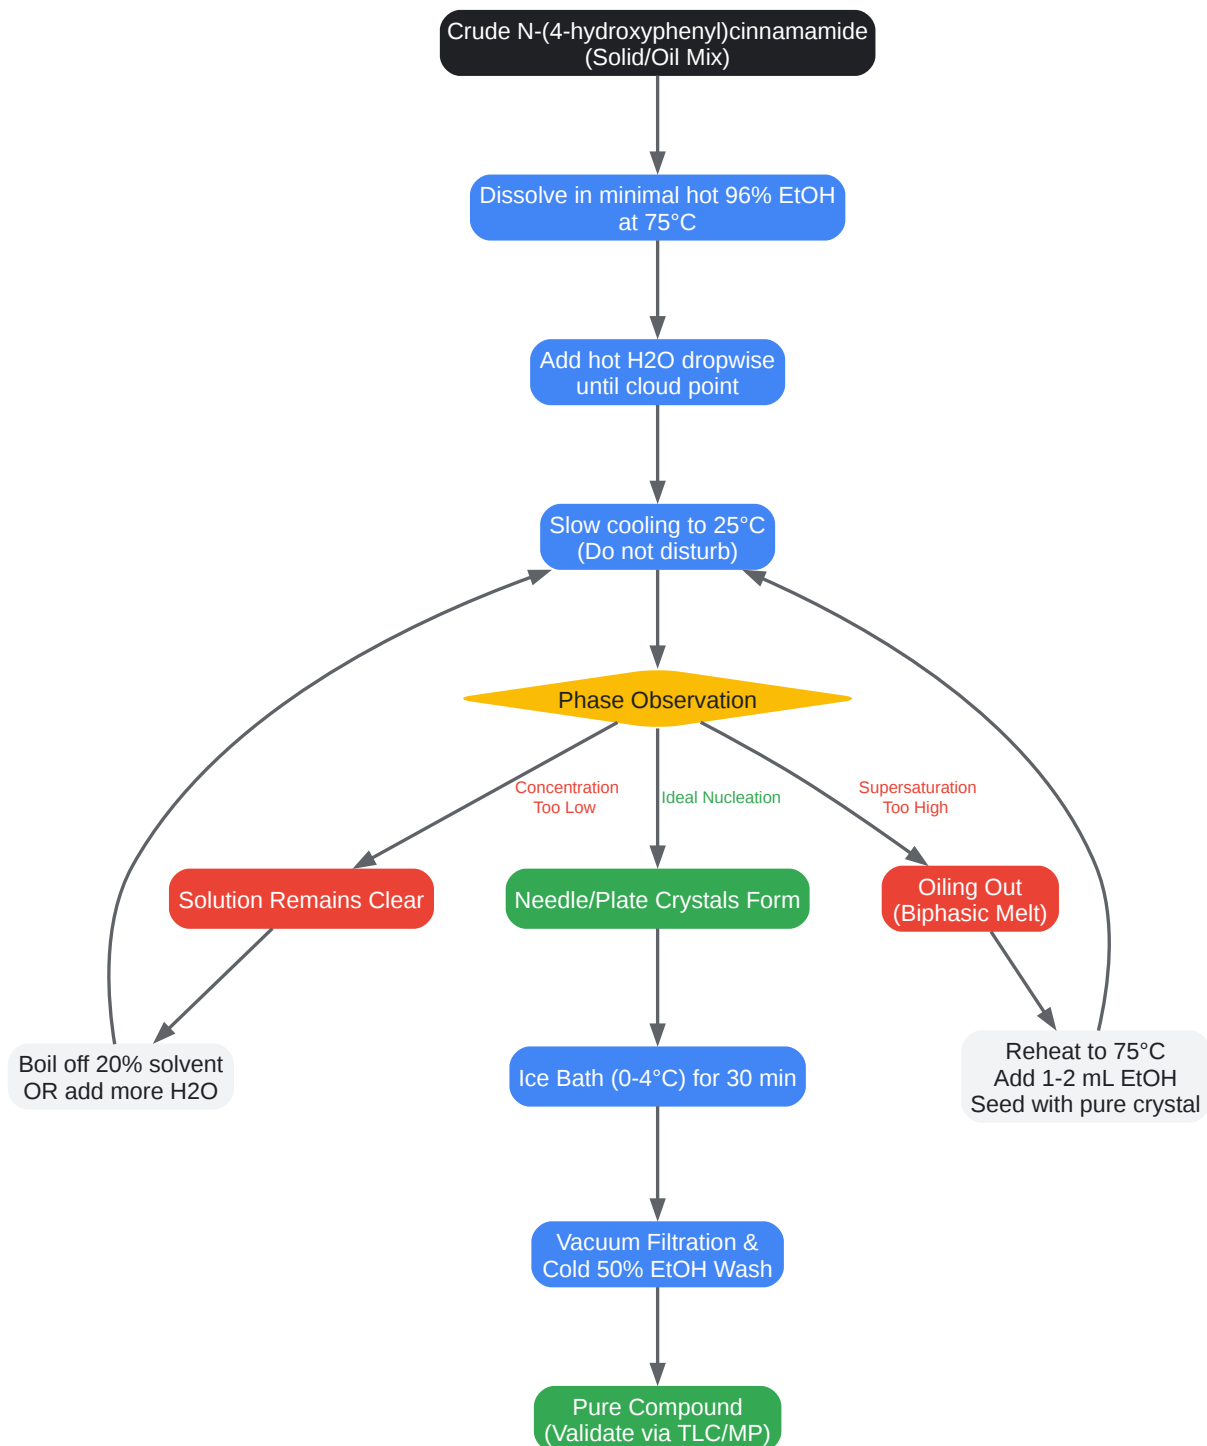 Crude N-(4-hydroxyphenyl)cinnamamide
(Solid/Oil Mix)
Dissolve in minimal hot 96% EtOH
at 75°C
Add hot H2O dropwise
until cloud point
Slow cooling to 25°C
(Do not disturb)
Phase Observation
Concentration
Too Low
Ideal Nucleation
Supersaturation
Too High
Solution Remains Clear
Needle/Plate Crystals Form
Oiling Out
(Biphasic Melt)
Boil off 20% solvent
OR add more H2O
Ice Bath (0-4°C) for 30 min
Reheat to 75°C
Add 1-2 mL EtOH
Seed with pure crystal
Vacuum Filtration &
Cold 50% EtOH Wash
Pure Compound
(Validate via TLC/MP)